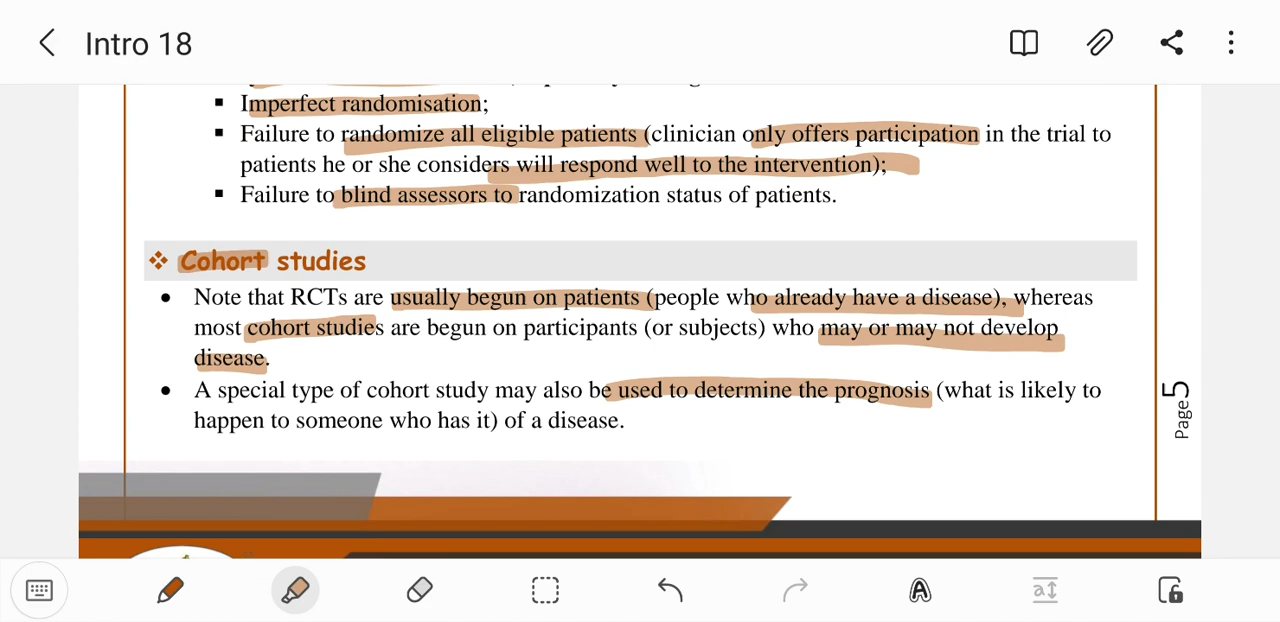 Intro 18
▪ Imperfect randomisation;
▪ Failure to randomize all eligible patients (clinician only offers participation in the trial to
patients he or she considers will respond well to the intervention);
▪ Failure to blind assessors to randomization status of patients.
❖ Cohort studies
• Note that RCTs are usually begun on patients (people who already have a disease), whereas
most cohort studies are begun on participants (or subjects) who may or may not develop
disease.
• A special type of cohort study may also be used to determine the prognosis (what is likely to
happen to someone who has it) of a disease.
Page 5